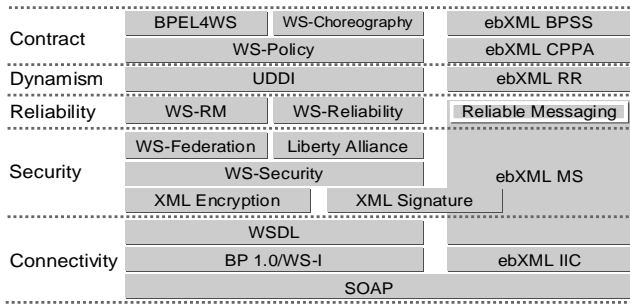 Contract
BPEL4WS
WS-Choreography
ebXML BPSS
WS-Policy
ebXML CPPA
Dynamism
UDDI
ebXML RR
Reliability
WS-RM
WS-Reliability
Reliable Messaging
Security
WS-Federation
Liberty Alliance
WS-Security
ebXML MS
XML Encryption
XML Signature
Connectivity
WSDL
BP 1.0/WS-I
ebXML IIC
SOAP